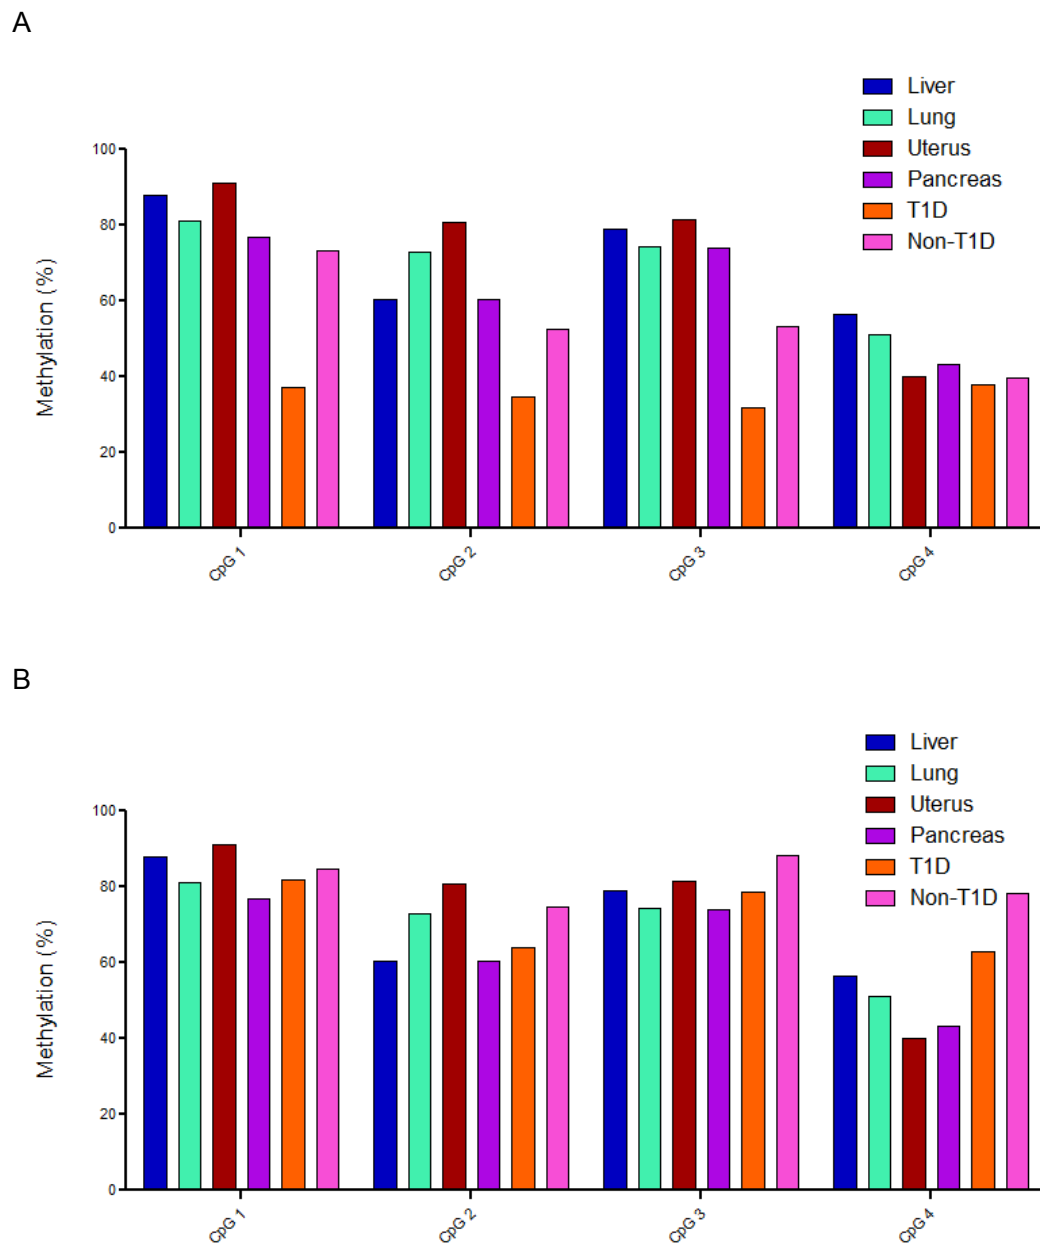 A
Liver
Lung
Uterus
Pancreas
T1D
Non-T1D
Methylation (%)
100
80
60
40
20
0
CpG 1
CpG 2
CpG 3
CpG 4
B
Liver
Lung
Uterus
Pancreas
T1D
Non-T1D
Methylation (%)
100
80
60
40
20
0
CpG 1
CpG 2
CpG 3
CpG 4